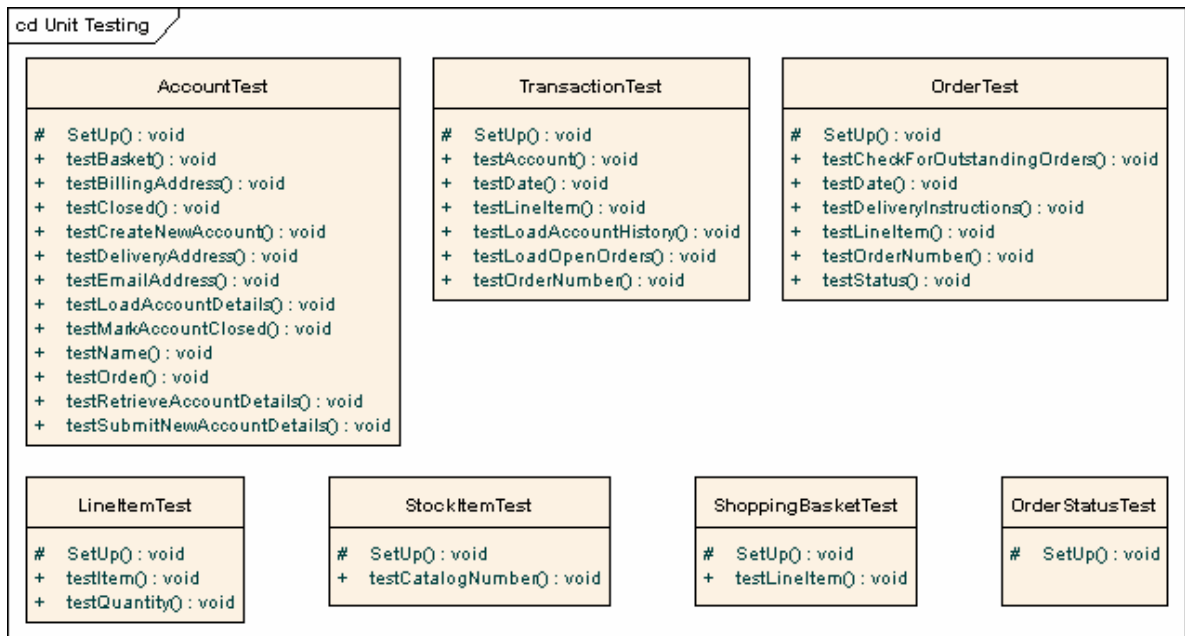 cd Unit Testing
AccountTest
# SetUp() : void
+ testBasket() : void
+ testBillingAddress() : void
+ testClosed() : void
+ testCreateNewAccount() : void
+ testDeliveryAddress() : void
+ testEmailAddress() : void
+ testLoadAccountDetails() : void
+ testMarkAccountClosed() : void
+ testName() : void
+ testOrder() : void
+ testRetrieveAccountDetails() : void
+ testSubmitNewAccountDetails() : void
TransactionTest
# SetUp() : void
+ testAccount() : void
+ testDate() : void
+ testLineItem() : void
+ testLoadAccountHistory() : void
+ testLoadOpenOrders() : void
+ testOrderNumber() : void
OrderTest
# SetUp() : void
+ testCheckForOutstandingOrders() : void
+ testDate() : void
+ testDeliveryInstructions() : void
+ testLineItem() : void
+ testOrderNumber() : void
+ testStatus() : void
LineItemTest
# SetUp() : void
+ testItem() : void
+ testQuantity() : void
StockItemTest
# SetUp() : void
+ testCatalogNumber() : void
ShoppingBasketTest
# SetUp() : void
+ testLineItem() : void
OrderStatusTest
# SetUp() : void